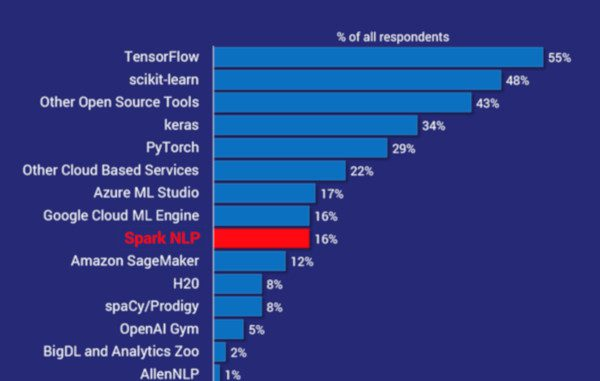 % of all respondents
TensorFlow 55%
scikit-learn 48%
Other Open Source Tools 43%
keras 34%
PyTorch 29%
Other Cloud Based Services 22%
Azure ML Studio 17%
Google Cloud ML Engine 16%
Spark NLP 16%
Amazon SageMaker 12%
H20 8%
spaCy/Prodigy 8%
OpenAI Gym 5%
BigDL and Analytics Zoo 2%
AllenNLP 1%